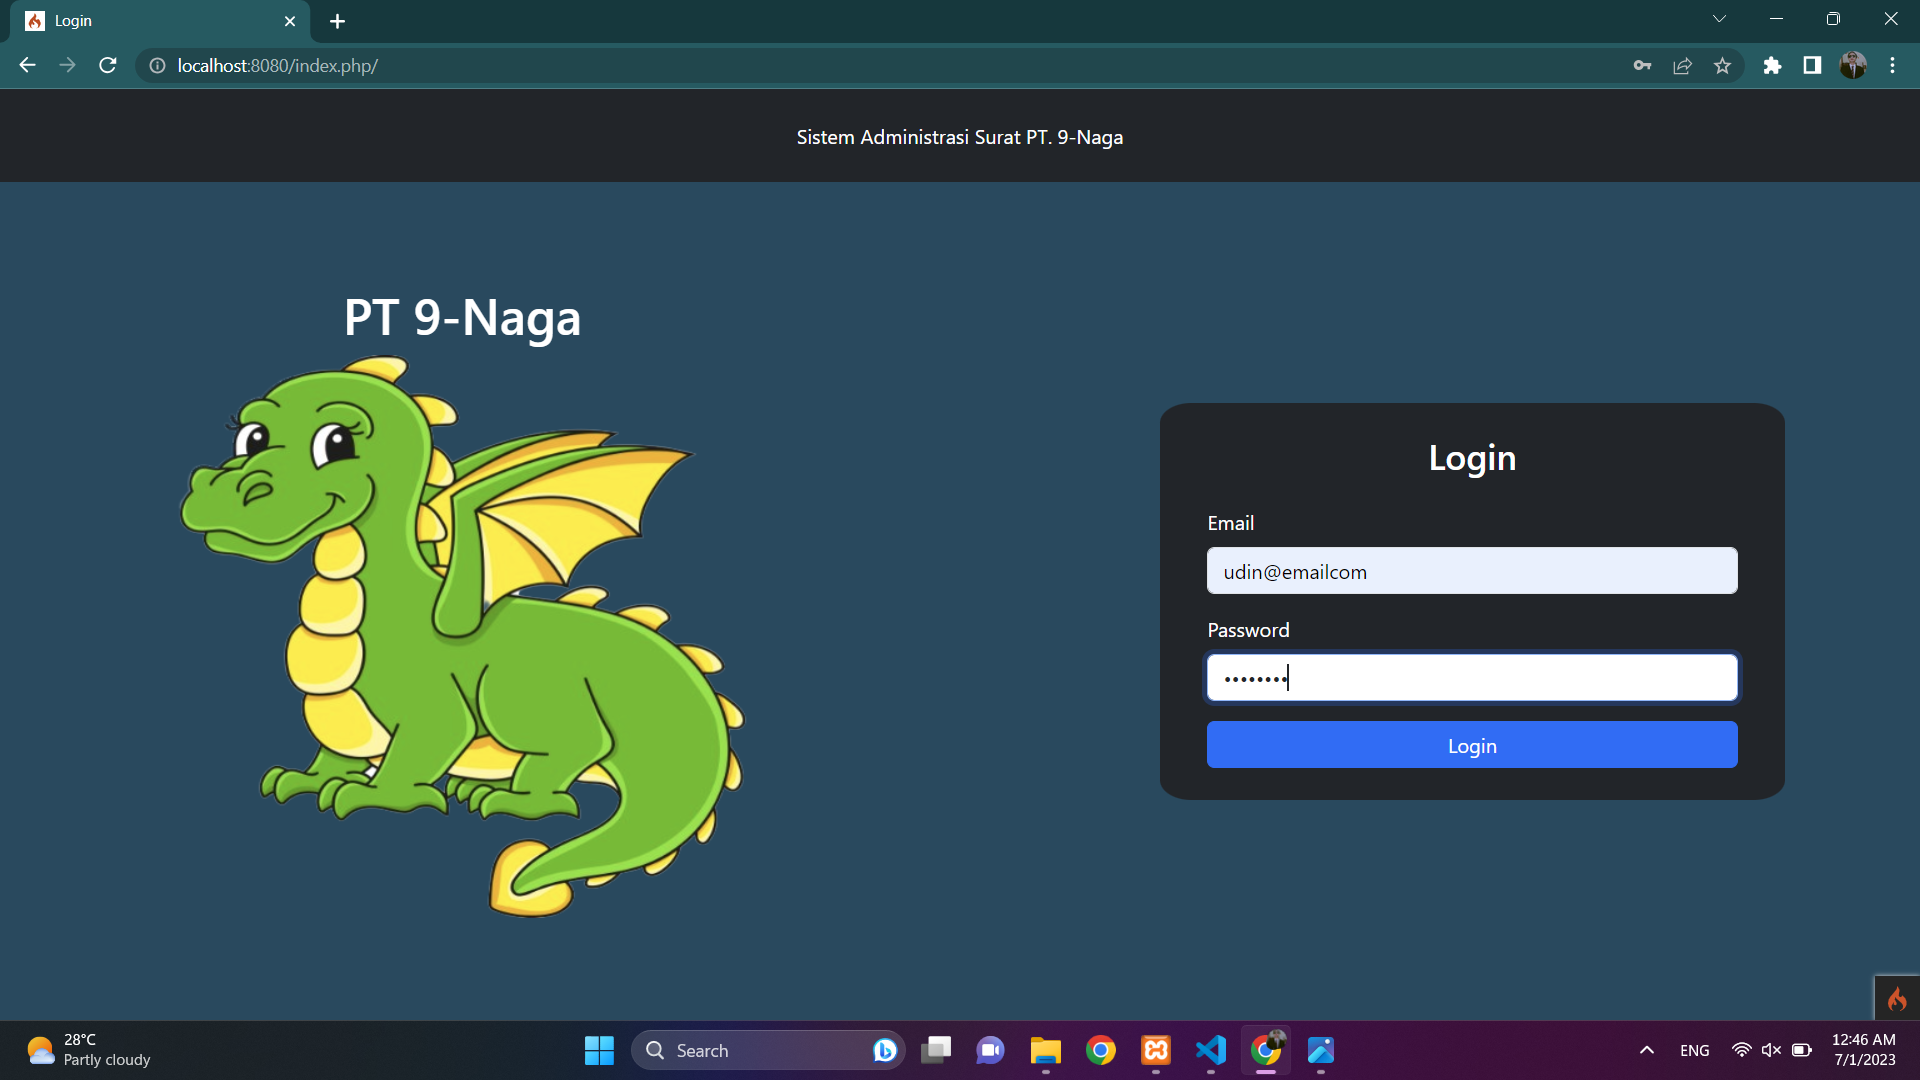 Login
localhost:8080/index.php/
Sistem Administrasi Surat PT. 9-Naga
PT 9-Naga
Login
Email
udin@emailcom
Password
••••••••
Login
28°C
Partly cloudy
Search
ENG
12:46 AM
7/1/2023